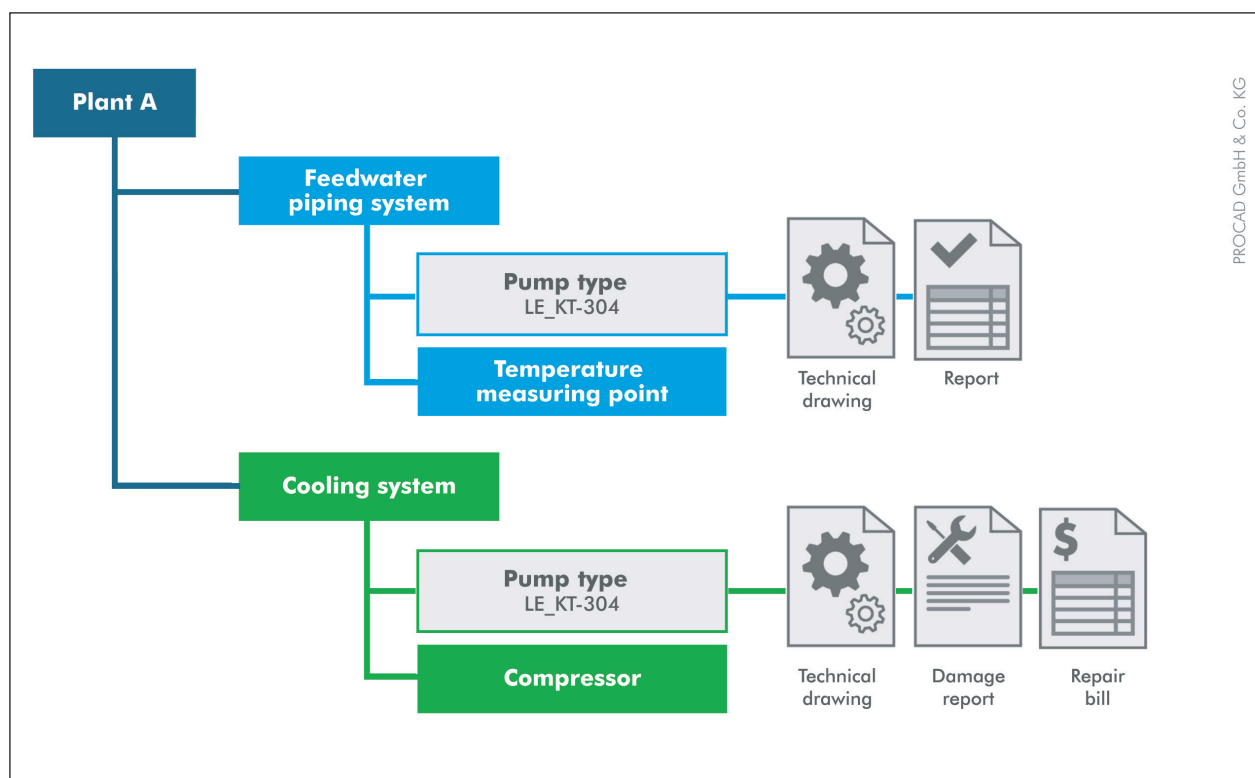 Plant A
PROCAD GmbH & Co. KG
Feedwater
piping system
Pump type
LE_KT-304
Temperature
measuring point
Technical
drawing
Report
Cooling system
Pump type
LE_KT-304
Compressor
Technical
drawing
Damage
report
Repair
bill
$